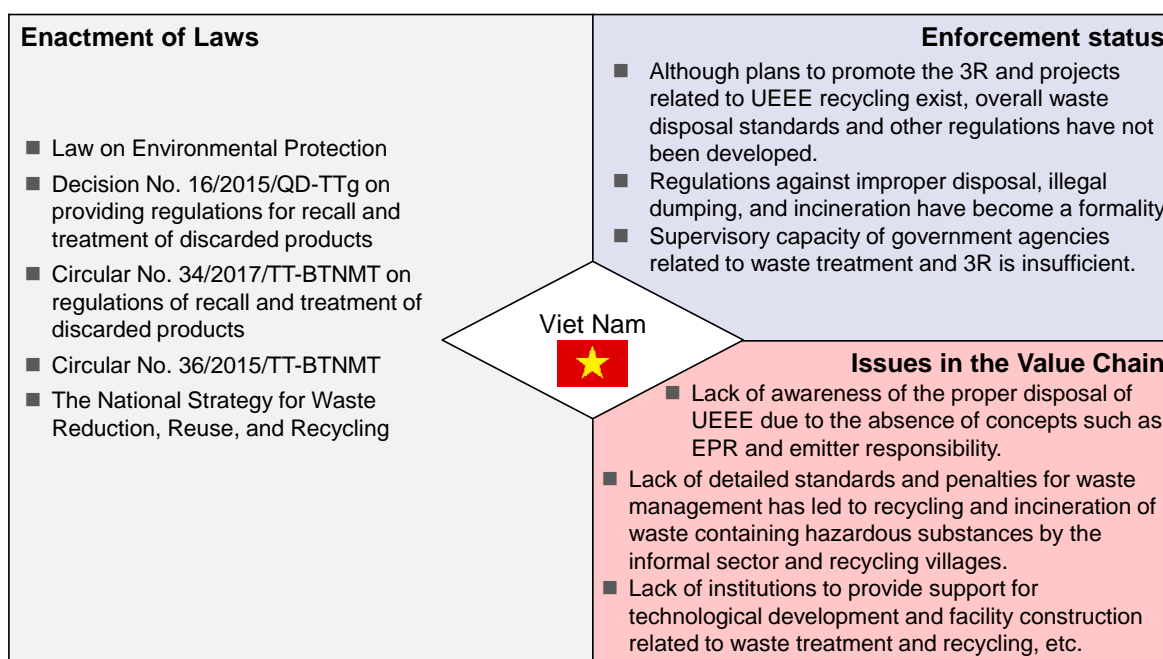 Enactment of Laws
■ Law on Environmental Protection
■ Decision No. 16/2015/QD-TTg on
providing regulations for recall and
treatment of discarded products
■ Circular No. 34/2017/TT-BTNMT on
regulations of recall and treatment of
discarded products
■ Circular No. 36/2015/TT-BTNMT
■ The National Strategy for Waste
Reduction, Reuse, and Recycling
Enforcement status
■ Although plans to promote the 3R and projects
related to UEEE recycling exist, overall waste
disposal standards and other regulations have not
been developed.
■ Regulations against improper disposal, illegal
dumping, and incineration have become a formality
■ Supervisory capacity of government agencies
related to waste treatment and 3R is insufficient.
Viet Nam
Issues in the Value Chain
■ Lack of awareness of the proper disposal of
UEEE due to the absence of concepts such as
EPR and emitter responsibility.
■ Lack of detailed standards and penalties for waste
management has led to recycling and incineration of
waste containing hazardous substances by the
informal sector and recycling villages.
■ Lack of institutions to provide support for
technological development and facility construction
related to waste treatment and recycling, etc.